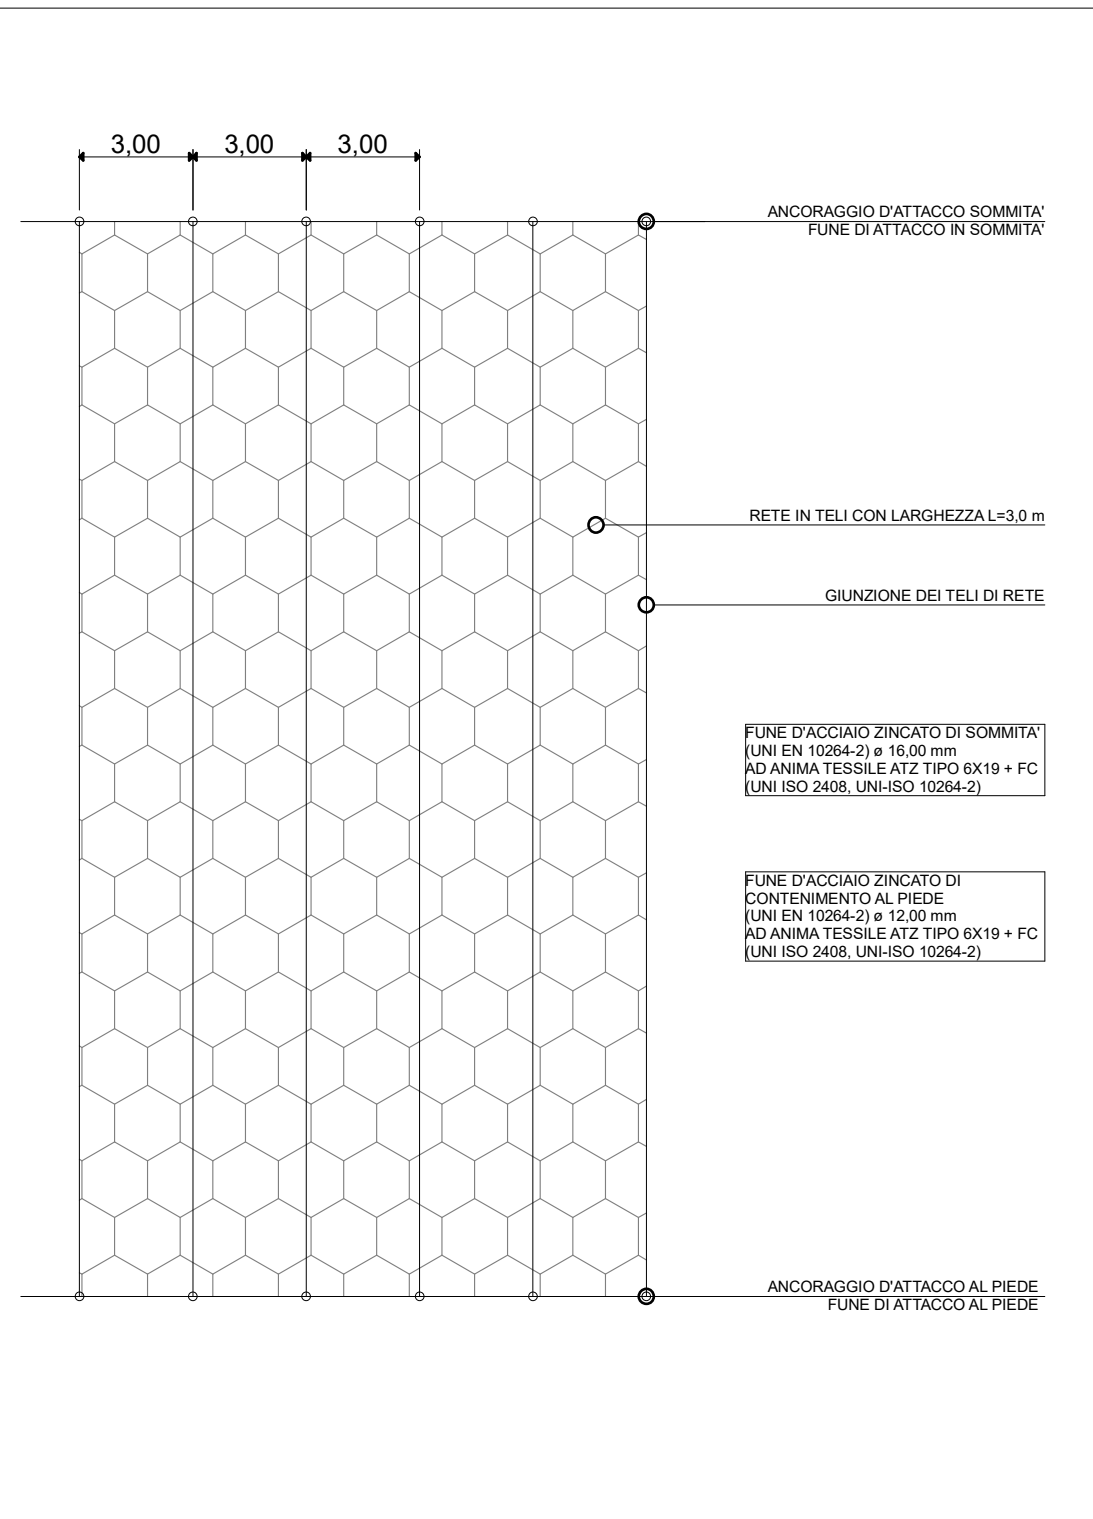 3,00 3,00 3,00
ANCORAGGIO D'ATTACCO SOMMITA'
FUNE DI ATTACCO IN SOMMITA'
RETE IN TELI CON LARGHEZZA L=3,0 m
GIUNZIONE DEI TELI DI RETE
FUNE D'ACCIAIO ZINCATO DI SOMMITA'
(UNI EN 10264-2) ø 16,00 mm
AD ANIMA TESSILE ATZ TIPO 6X19 + FC
(UNI ISO 2408, UNI-ISO 10264-2)
FUNE D'ACCIAIO ZINCATO DI
CONTENIMENTO AL PIEDE
(UNI EN 10264-2) ø 12,00 mm
AD ANIMA TESSILE ATZ TIPO 6X19 + FC
(UNI ISO 2408, UNI-ISO 10264-2)
ANCORAGGIO D'ATTACCO AL PIEDE
FUNE DI ATTACCO AL PIEDE